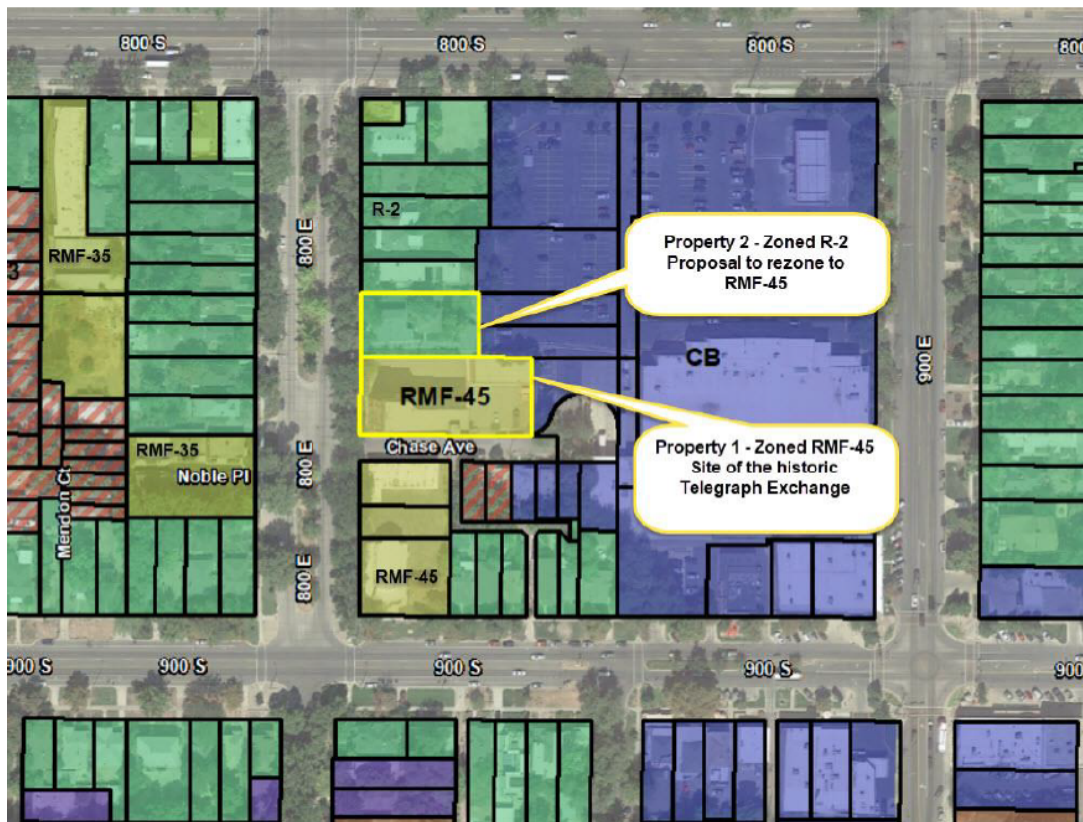 800 S
800 S
800 S
800
R-2
800 E
3
RMF-35
Property 2 - Zoned R-2
Proposal to rezone to
RMF-45
CB
900 E
RMF-45
Chase Ave
Property 1 - Zoned RMF-45
Site of the historic
Telegraph Exchange
RMF-35
Noble Pl
800 E
Mendon Ct
RMF-45
800 E
900 S
900 S
900 S
900 S
900